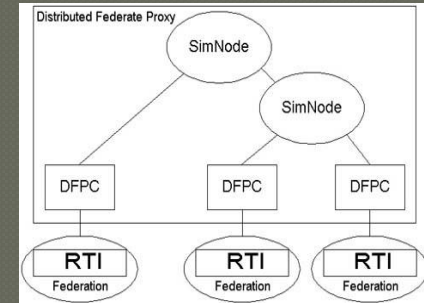 Distributed Federate Proxy
SimNode
SimNode
DFPC
DFPC
DFPC
RTI
RTI
RTI
Federation
Federation
Federation